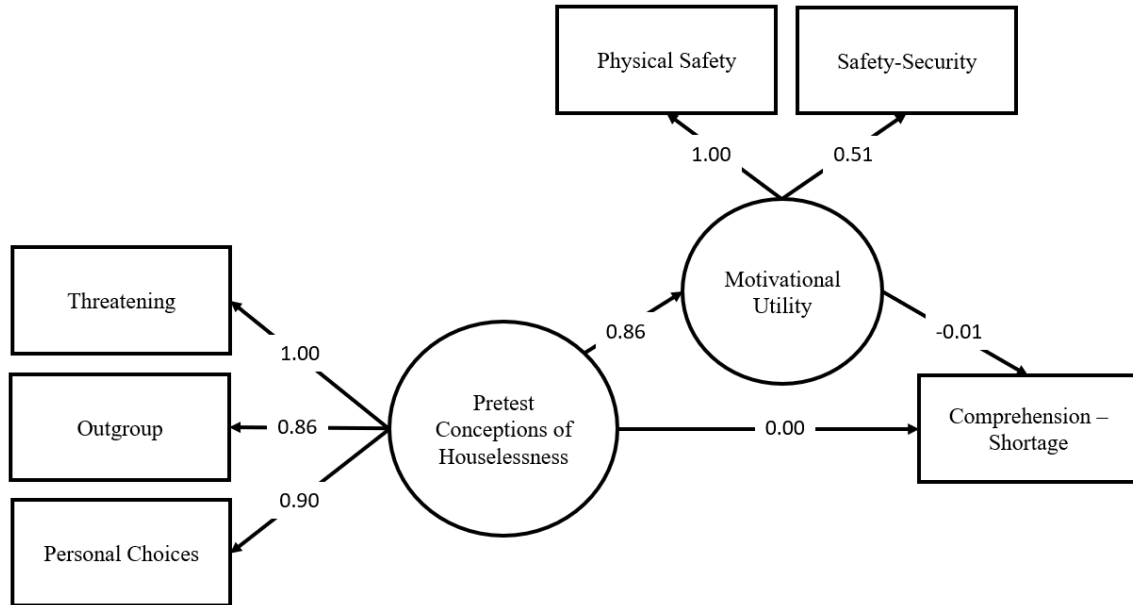 Physical Safety
Safety-Security
1.00
0.51
Threatening
Motivational
Utility
0.86
-0.01
1.00
Outgroup
0.86
Pretest
Conceptions of
Houselessness
0.00
Comprehension –
Shortage
0.90
Personal Choices